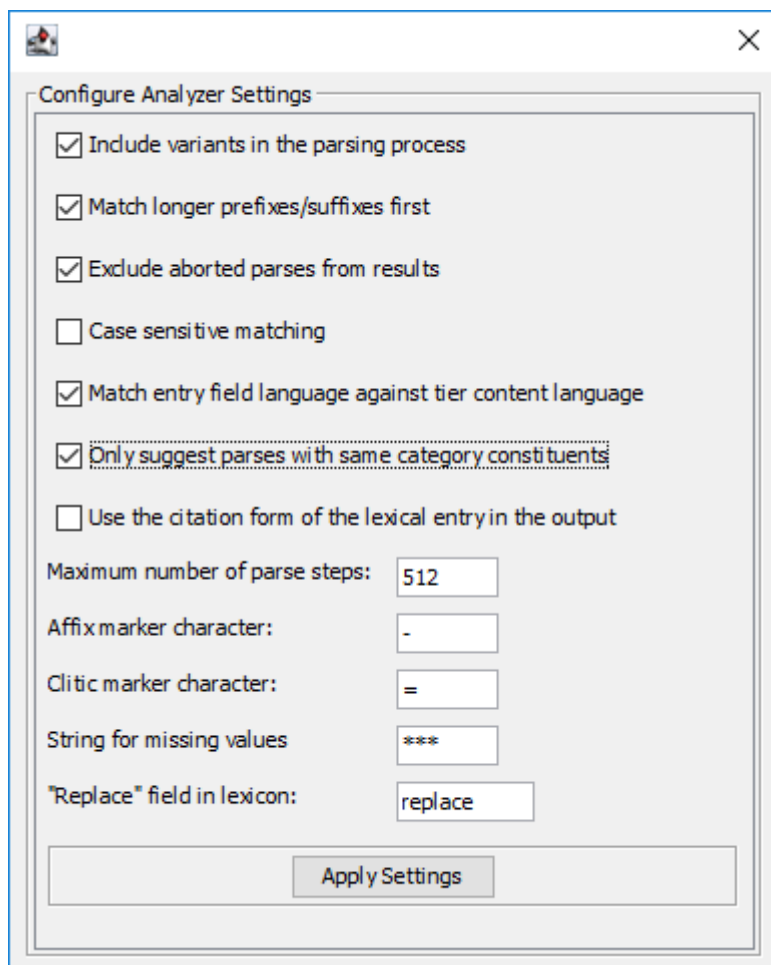 Configure Analyzer Settings
Include variants in the parsing process
Match longer prefixes/suffixes first
Exclude aborted parses from results
Case sensitive matching
Match entry field language against tier content language
Only suggest parses with same category constituents
Use the citation form of the lexical entry in the output
Maximum number of parse steps: 512
Affix marker character: -
Clitic marker character: =
String for missing values ***
"Replace" field in lexicon: replace
Apply Settings